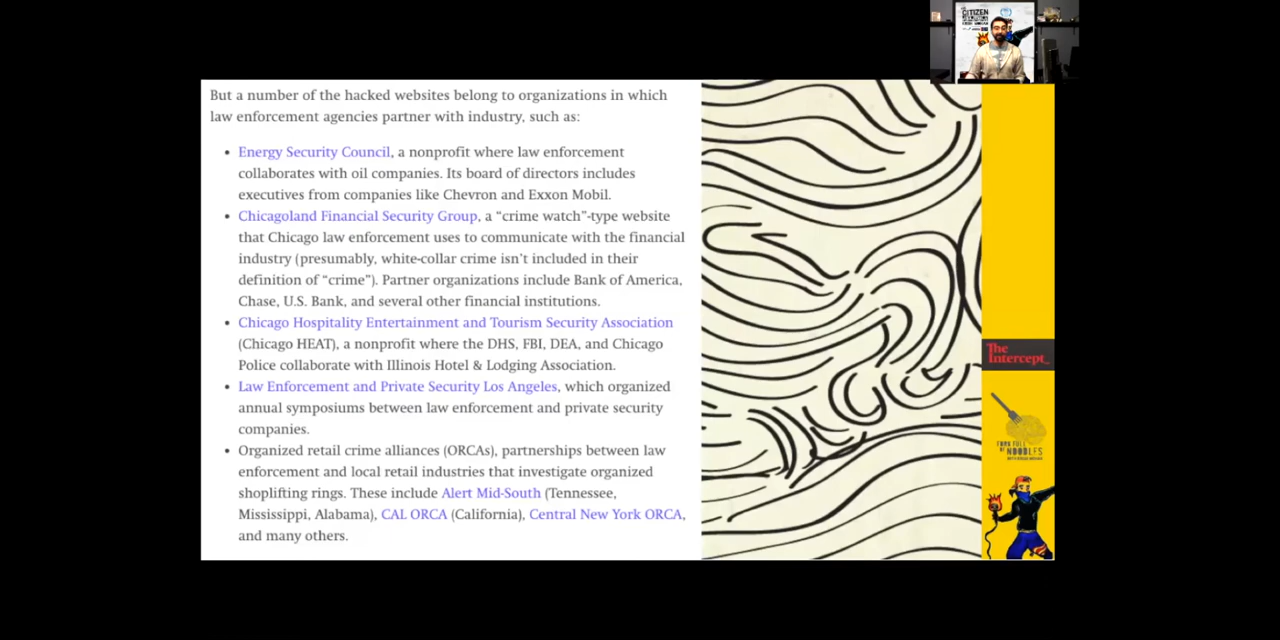 CITIZEN
But a number of the hacked websites belong to organizations in which
law enforcement agencies partner with industry, such as:
• Energy Security Council, a nonprofit where law enforcement
collaborates with oil companies. Its board of directors includes
executives from companies like Chevron and Exxon Mobil.
• Chicagoland Financial Security Group, a “crime watch”-type website
that Chicago law enforcement uses to communicate with the financial
industry (presumably, white-collar crime isn’t included in their
definition of “crime”). Partner organizations include Bank of America,
Chase, U.S. Bank, and several other financial institutions.
• Chicago Hospitality Entertainment and Tourism Security Association
(Chicago HEAT), a nonprofit where the DHS, FBI, DEA, and Chicago
Police collaborate with Illinois Hotel & Lodging Association.
• Law Enforcement and Private Security Los Angeles, which organized
annual symposiums between law enforcement and private security
companies.
• Organized retail crime alliances (ORCAs), partnerships between law
enforcement and local retail industries that investigate organized
shoplifting rings. These include Alert Mid-South (Tennessee,
Mississippi, Alabama), CAL ORCA (California), Central New York ORCA,
and many others.
The
Intercept_
FORK FULL
OF NOODLES